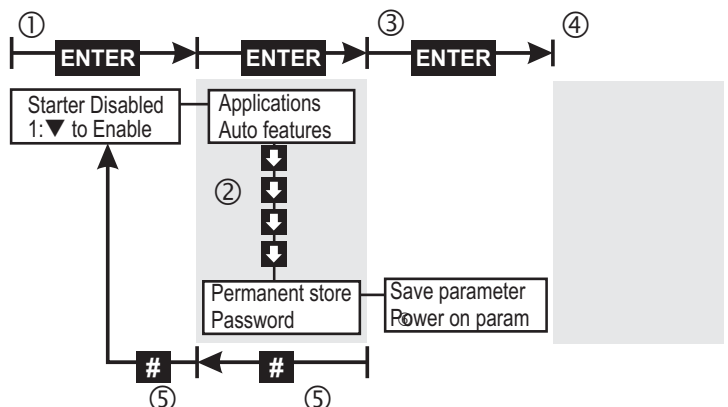 ① ③ ④
ENTER ENTER ENTER
Starter Disabled
1:▼ to Enable
Applications
Auto features
②
Permanent store
Password
Save parameter
Power on param
⑥
# #
⑤ ⑤